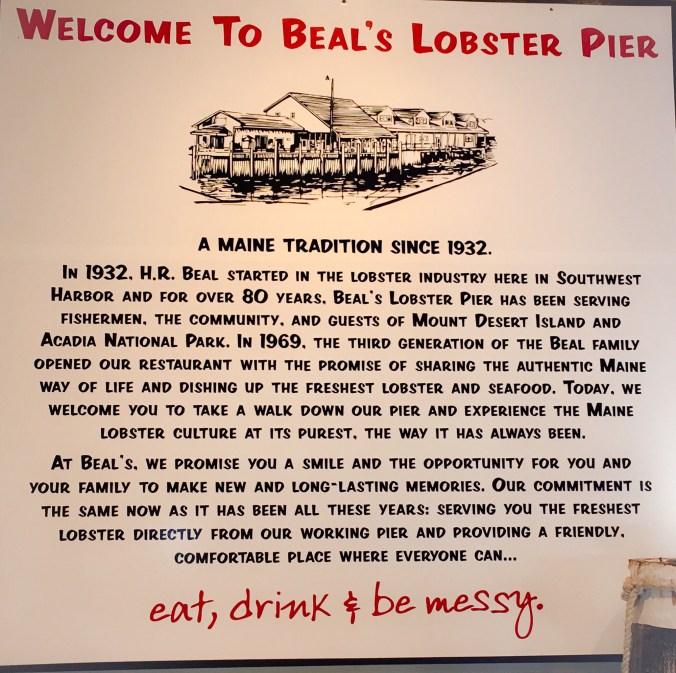 WELCOME TO BEAL'S LOBSTER PIER
A MAINE TRADITION SINCE 1932.
IN 1932, H.R. BEAL STARTED IN THE LOBSTER INDUSTRY HERE IN SOUTHWEST
HARBOR AND FOR OVER 80 YEARS, BEAL'S LOBSTER PIER HAS BEEN SERVING
FISHERMEN, THE COMMUNITY, AND GUESTS OF MOUNT DESERT ISLAND AND
ACADIA NATIONAL PARK. IN 1969, THE THIRD GENERATION OF THE BEAL FAMILY
OPENED OUR RESTAURANT WITH THE PROMISE OF SHARING THE AUTHENTIC MAINE
WAY OF LIFE AND DISHING UP THE FRESHEST LOBSTER AND SEAFOOD. TODAY, WE
WELCOME YOU TO TAKE A WALK DOWN OUR PIER AND EXPERIENCE THE MAINE
LOBSTER CULTURE AT ITS PUREST, THE WAY IT HAS ALWAYS BEEN.
AT BEAL'S, WE PROMISE YOU A SMILE AND THE OPPORTUNITY FOR YOU AND
YOUR FAMILY TO MAKE NEW AND LONG-LASTING MEMORIES. OUR COMMITMENT IS
THE SAME NOW AS IT HAS BEEN ALL THESE YEARS: SERVING YOU THE FRESHEST
LOBSTER DIRECTLY FROM OUR WORKING PIER AND PROVIDING A FRIENDLY,
COMFORTABLE PLACE WHERE EVERYONE CAN...
eat, drink & be messy.